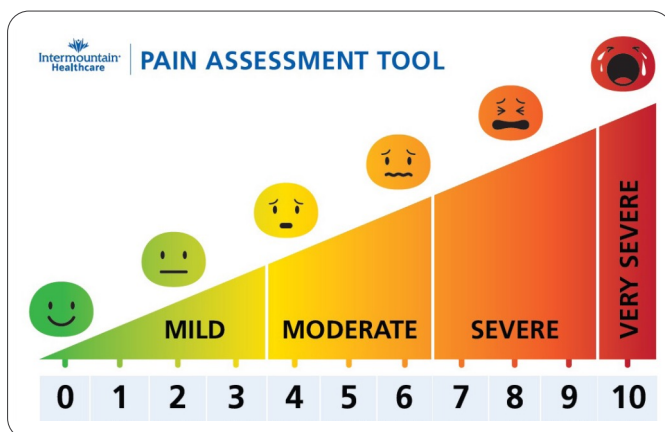 Intermountain®
Healthcare
PAIN ASSESSMENT TOOL
MILD
MODERATE
SEVERE
VERY SEVERE
0 1 2 3 4 5 6 7 8 9 10